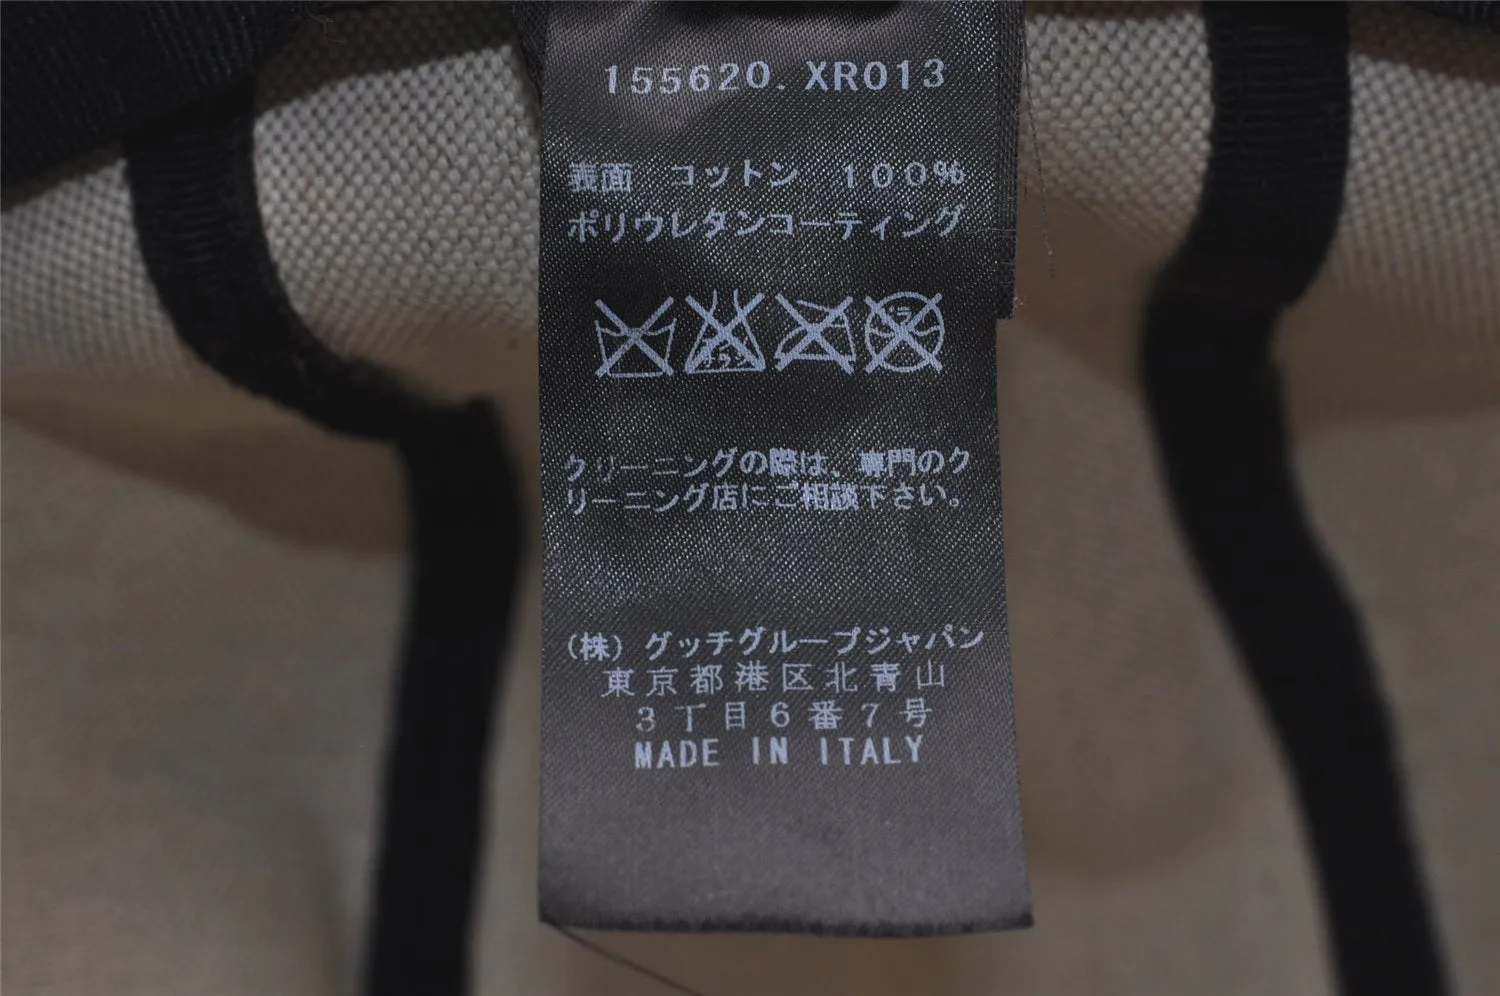 155620. XR013
表面　コットン　１００％
ポリウレタンコーティング
クリーニングの際は、専門のク
リーニング店にご相談下さい。
(株) グッチグループジャパン
東京都港区北青山
３丁目６番７号
MADE IN ITALY